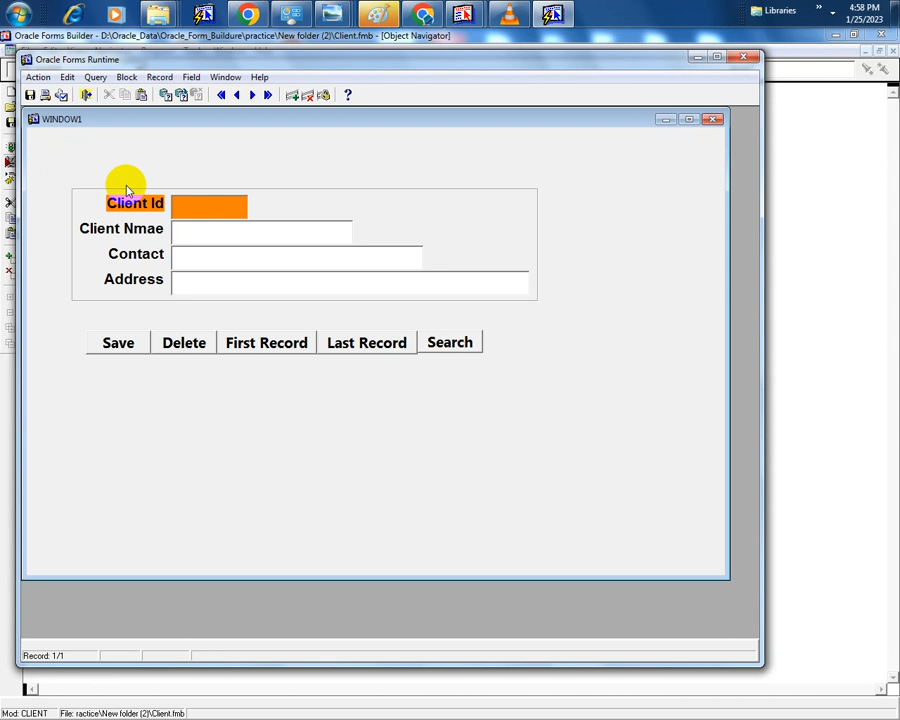 Libraries
»
4:58 PM
1/25/2023
Oracle Forms Builder - D:\Oracle_Data\Oracle_Form_Buildure\practice\New folder (2)\Client.fmb - [Object Navigator]
Oracle Forms Runtime
Action Edit Query Block Record Field Window Help
WINDOW1
Client Id
Client Nmae
Contact
Address
Save Delete First Record Last Record Search
Record: 1/1
Mod: CLIENT File: ractice\New folder (2)\Client.fmb